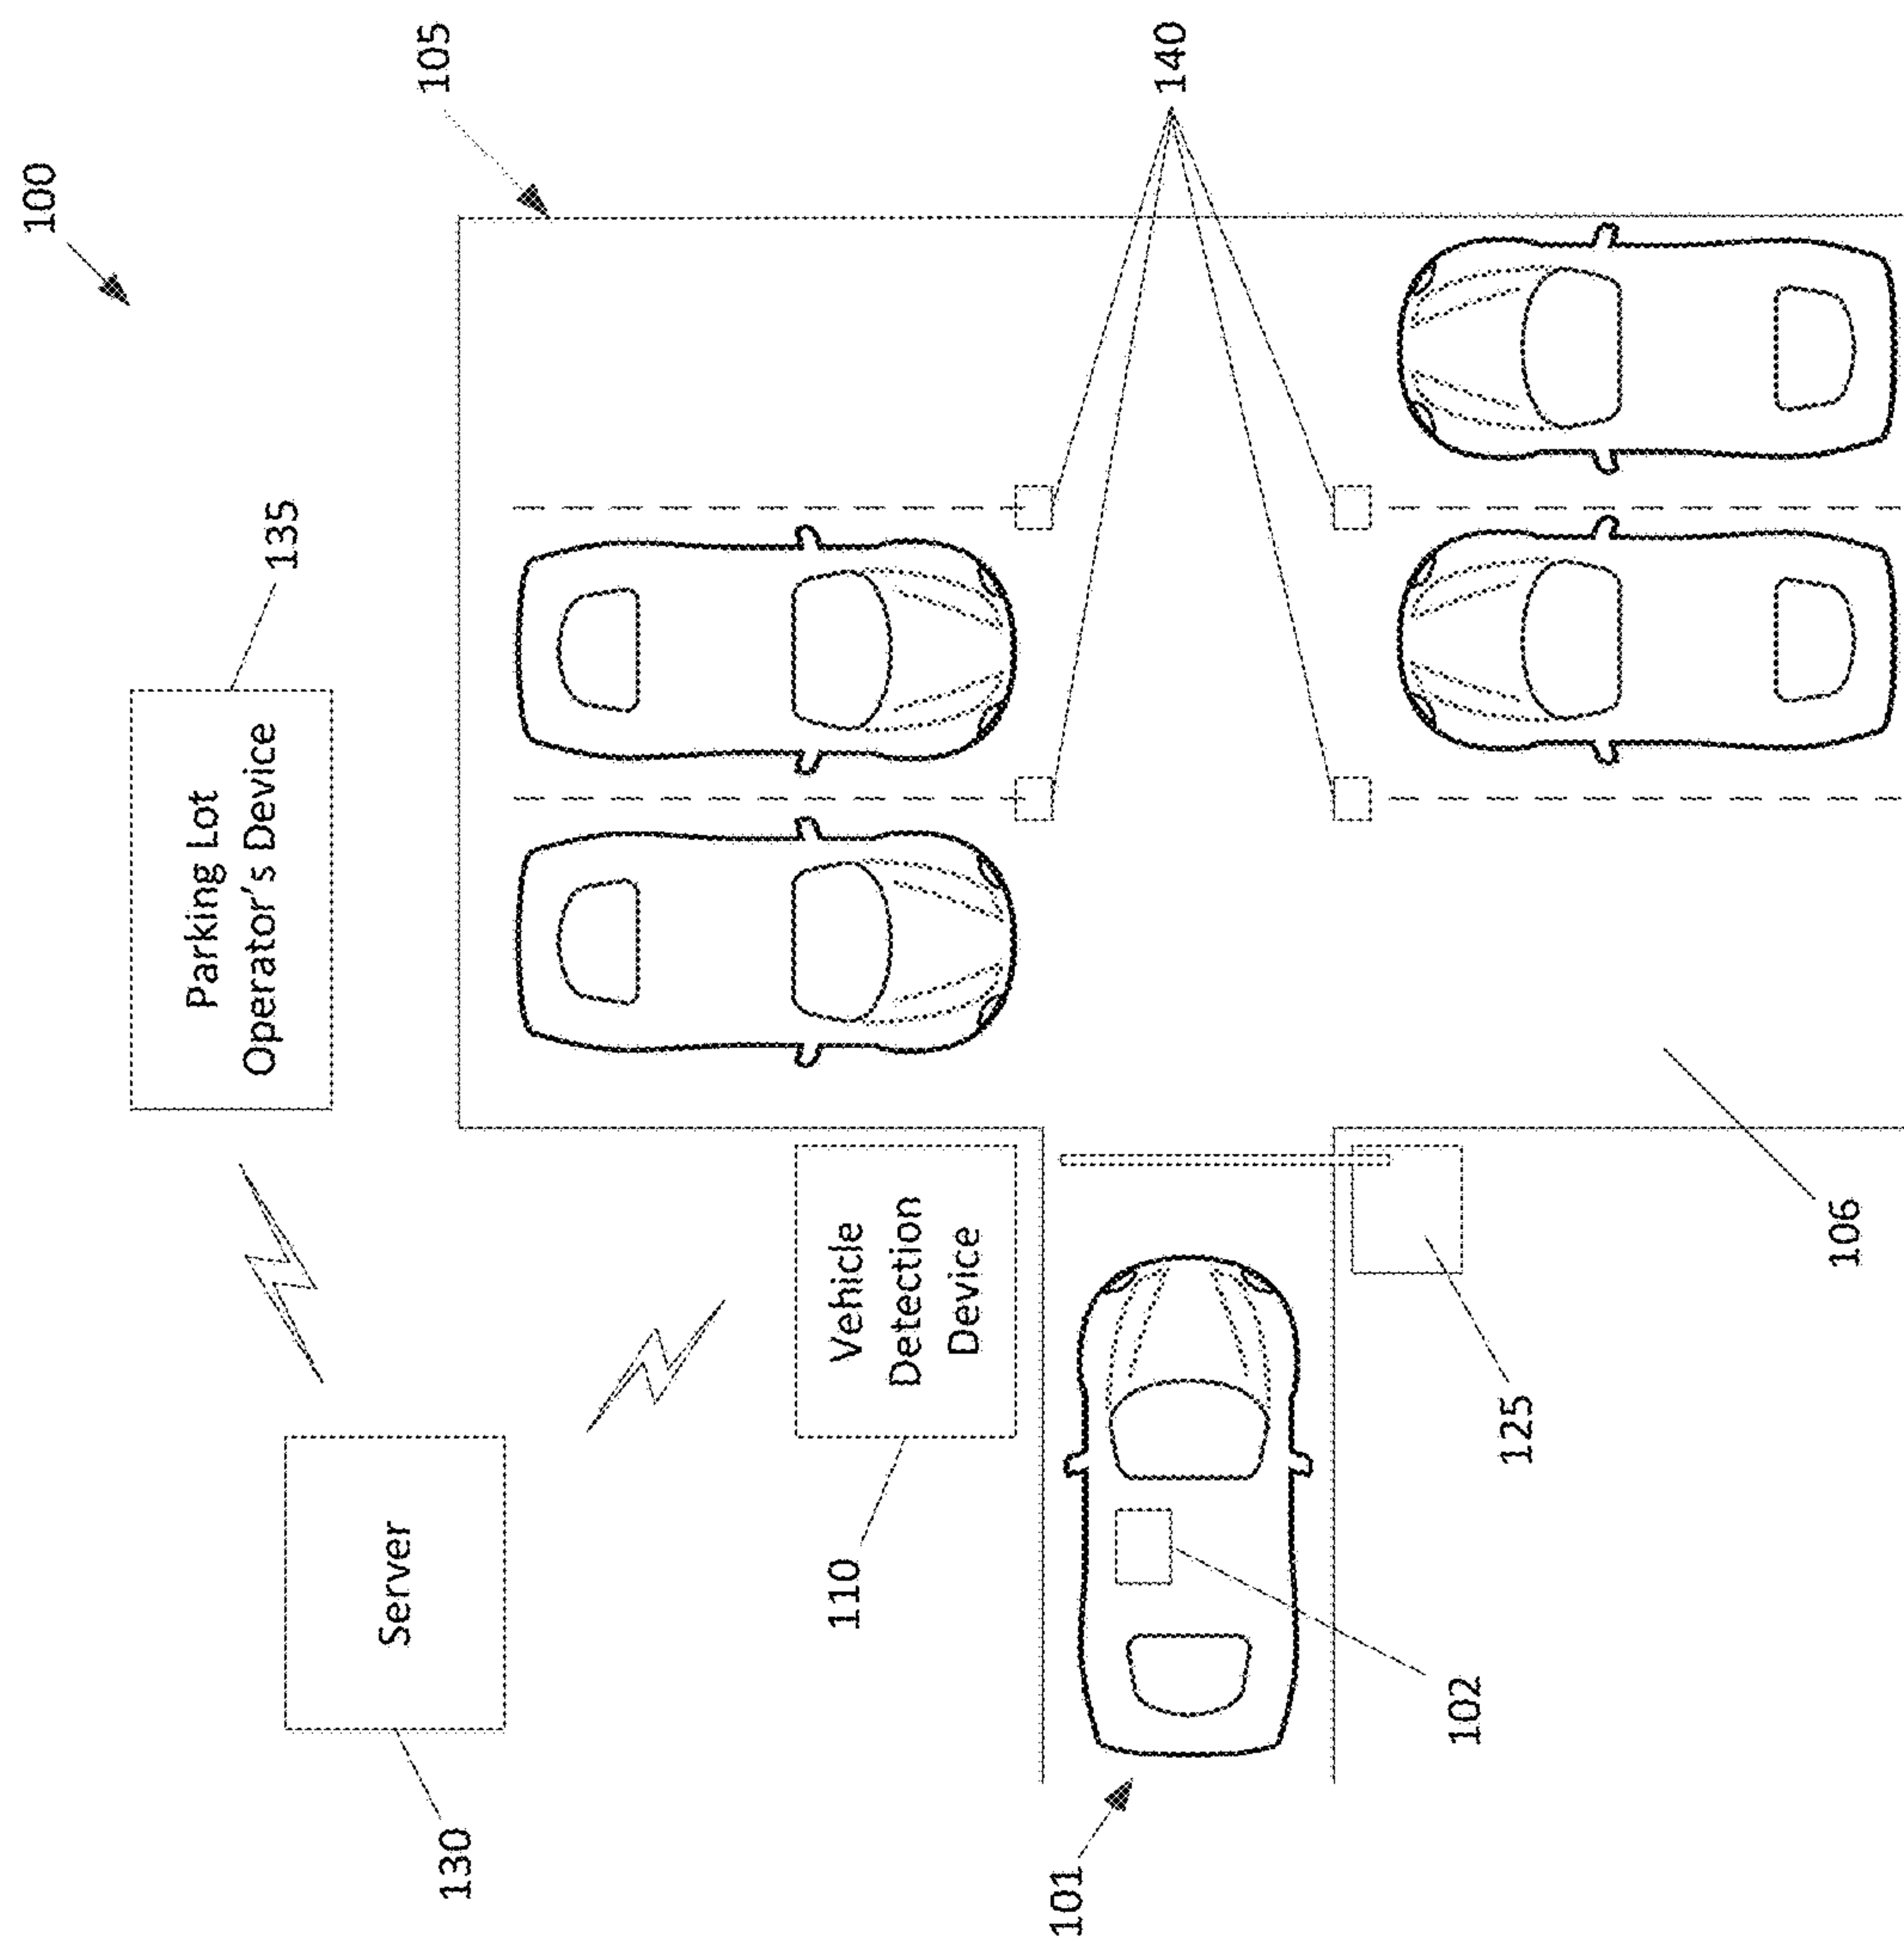 100
105
140
135
Parking Lot
Operator's Device
Vehicle
Detection
Device
Server
110
130
101
102
125
106